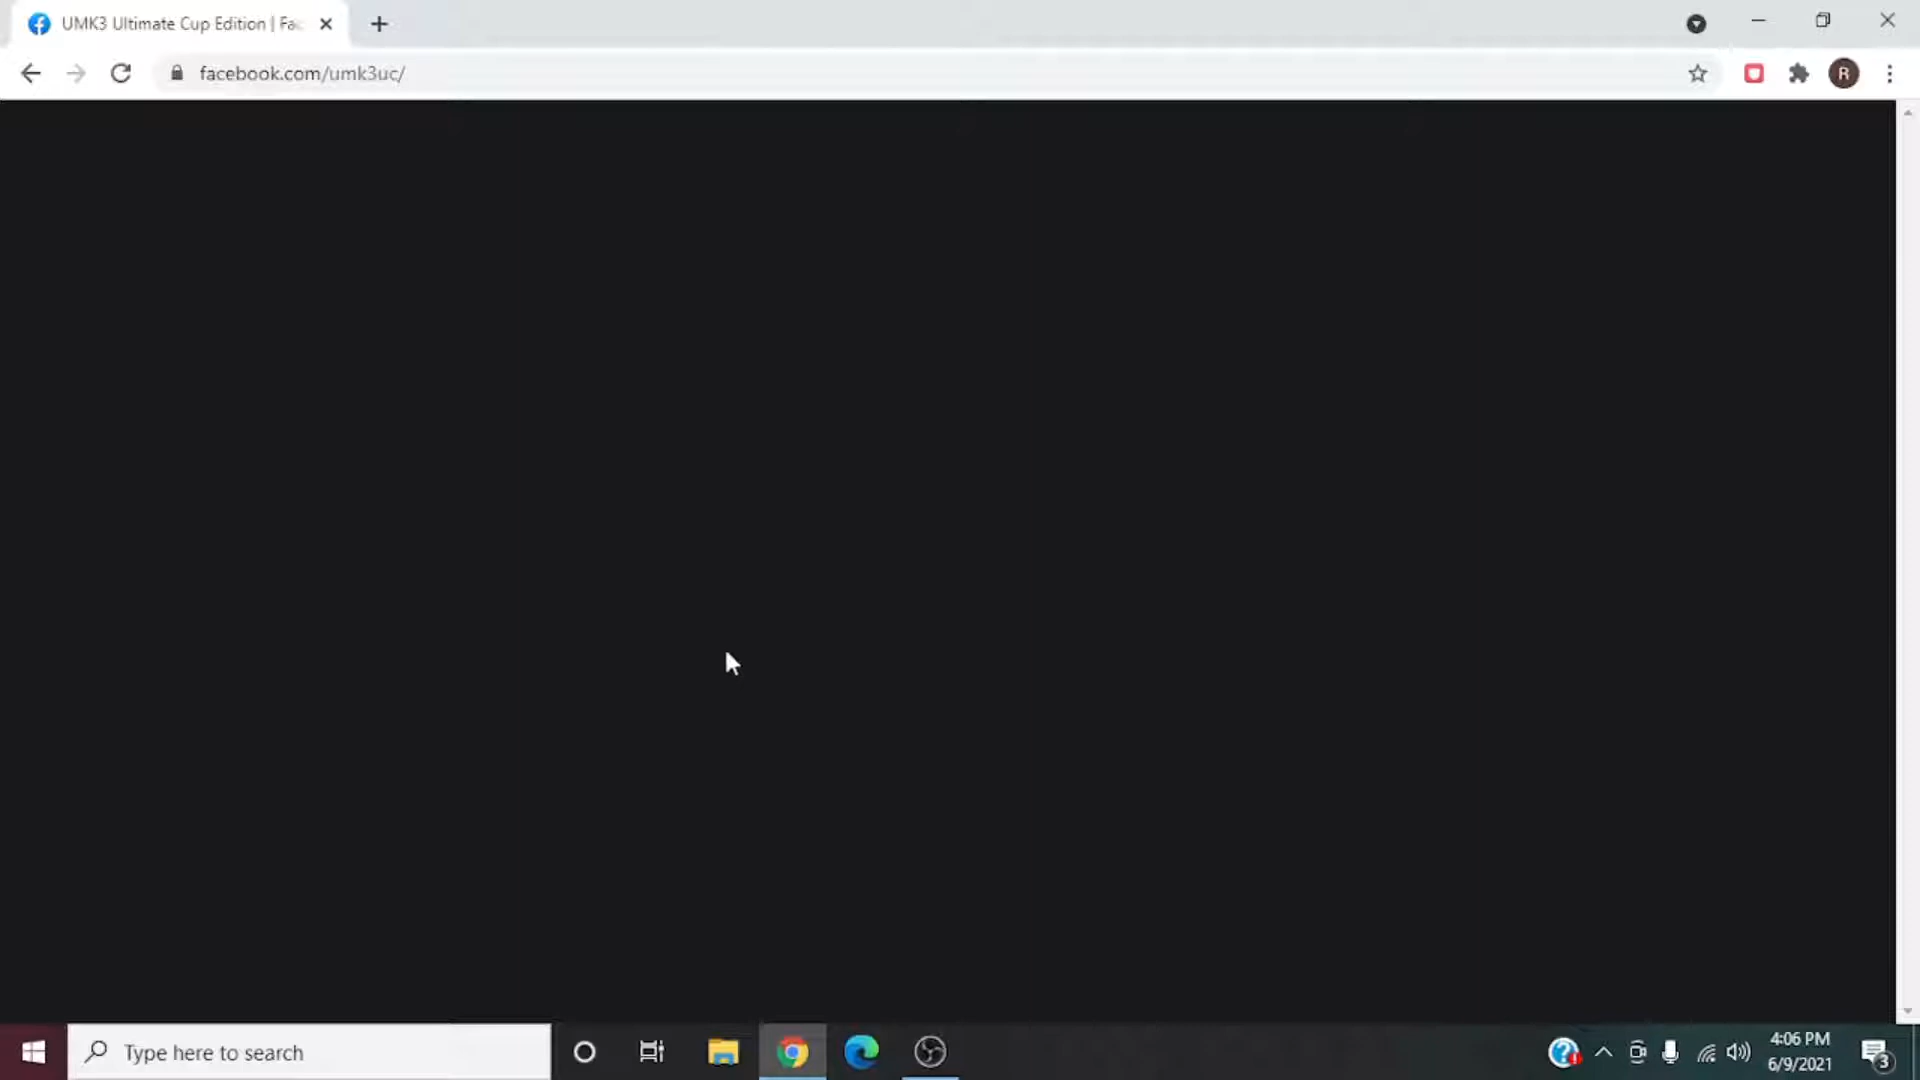 UMK3 Ultimate Cup Edition | Fa
facebook.com/umk3uc/
R
Type here to search
4:06 PM
6/9/2021
3